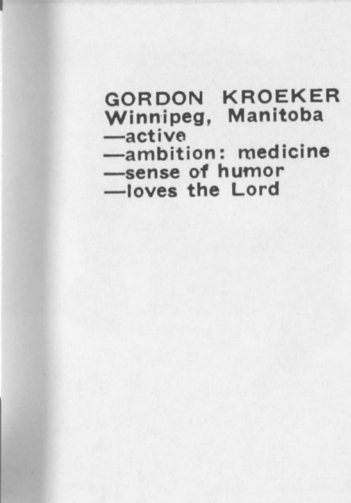 GORDON KROEKER
Winnipeg, Manitoba
—active
—ambition: medicine
—sense of humor
—loves the Lord